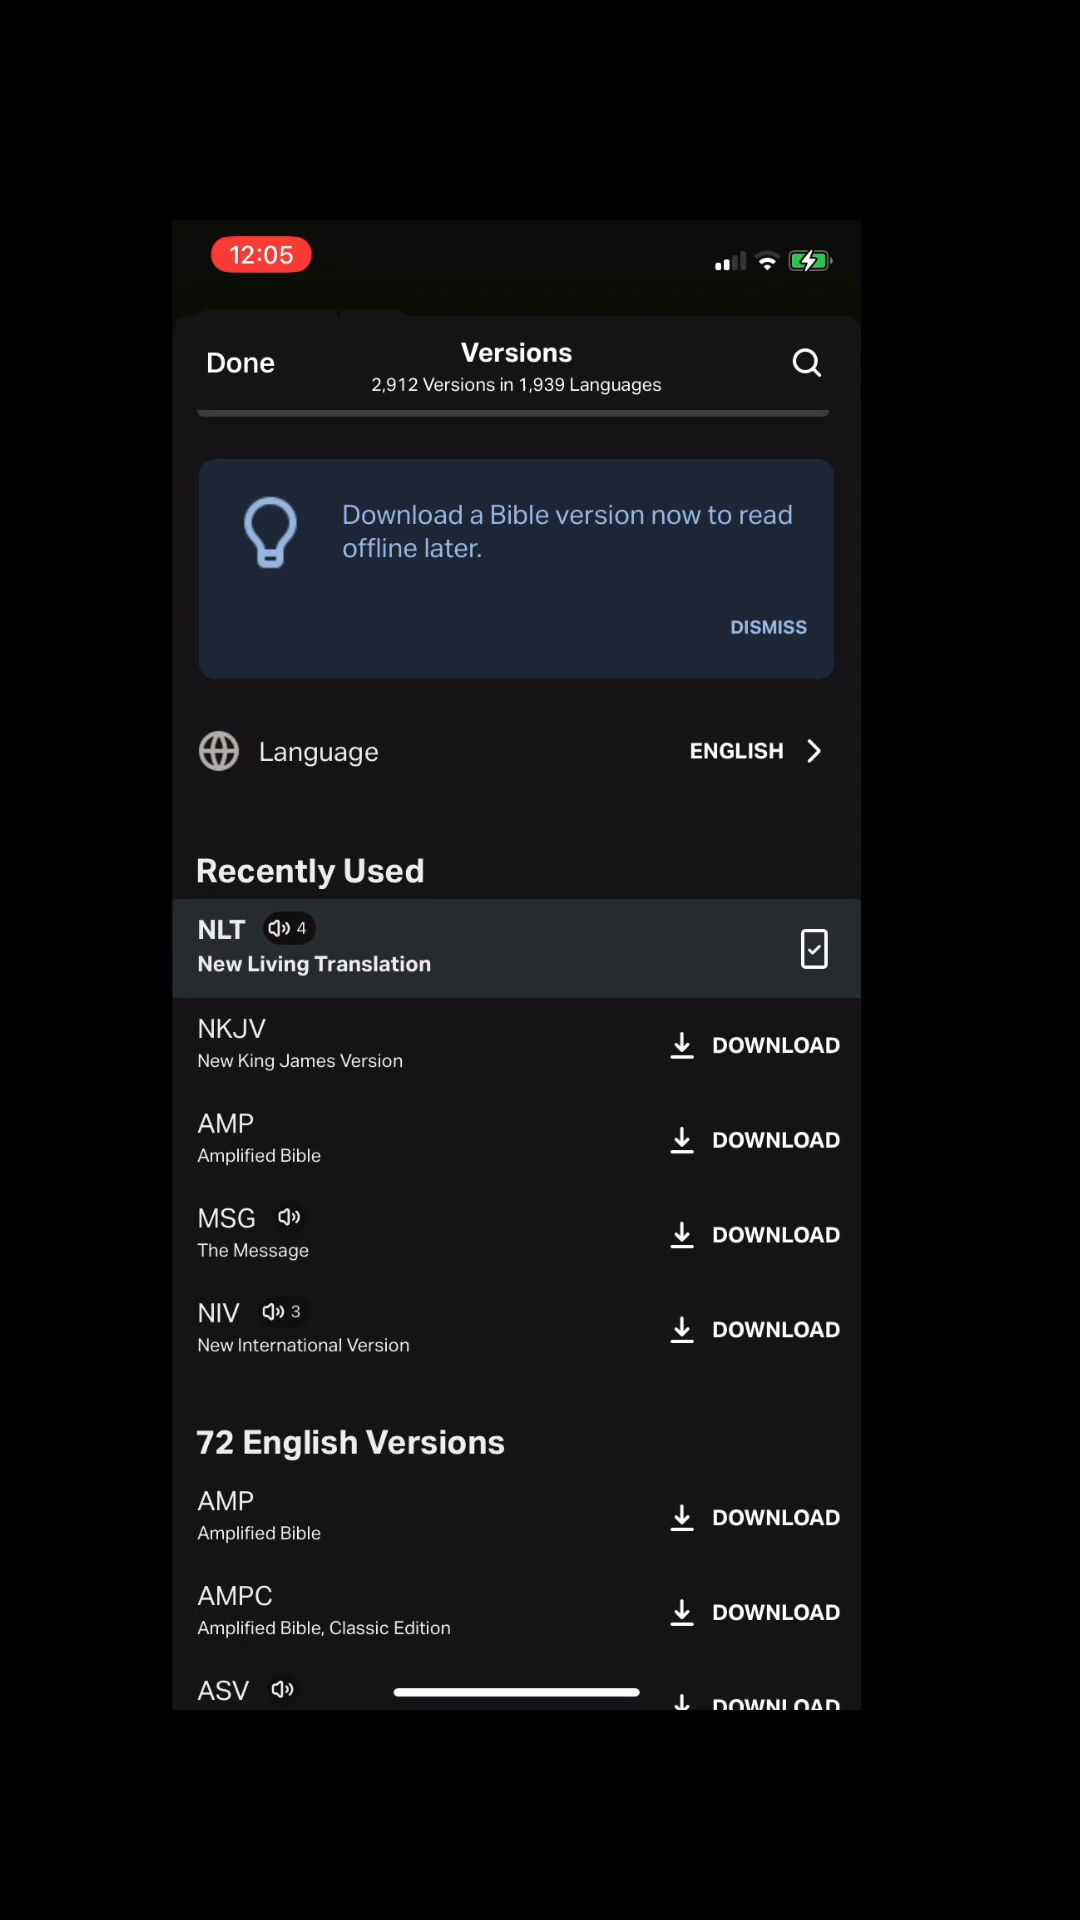 12:05
Done
Versions
2,912 Versions in 1,939 Languages
Download a Bible version now to read
offline later.
DISMISS
Language
ENGLISH
Recently Used
NLT 4
New Living Translation
NKJV
New King James Version
DOWNLOAD
AMP
Amplified Bible
DOWNLOAD
MSG
The Message
DOWNLOAD
NIV 3
New International Version
DOWNLOAD
72 English Versions
AMP
Amplified Bible
DOWNLOAD
AMPC
Amplified Bible, Classic Edition
DOWNLOAD
ASV
DOWNLOAD